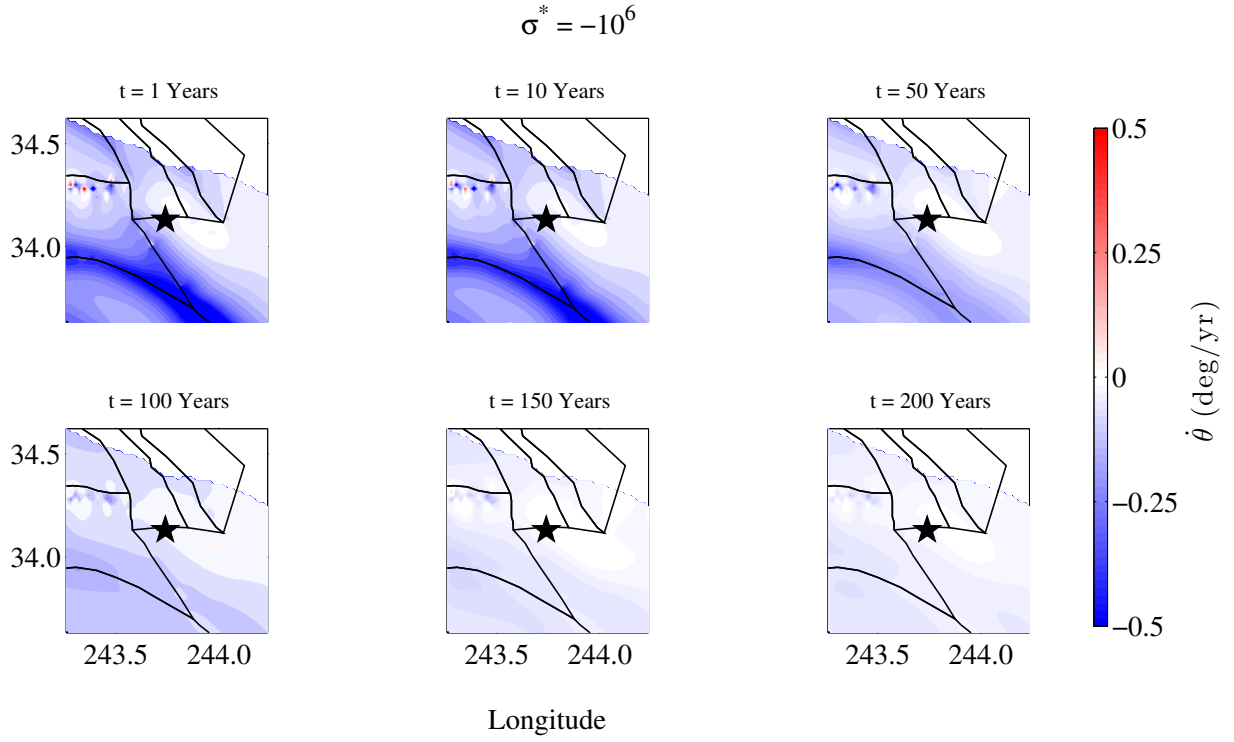 σ* = −10⁶
t = 1 Years
t = 10 Years
t = 50 Years
34.5
34.0
t = 100 Years
t = 150 Years
t = 200 Years
34.5
34.0
243.5 244.0
243.5 244.0
243.5 244.0
Longitude
0.5
0.25
0
−0.25
−0.5
θ̇ (deg/yr)